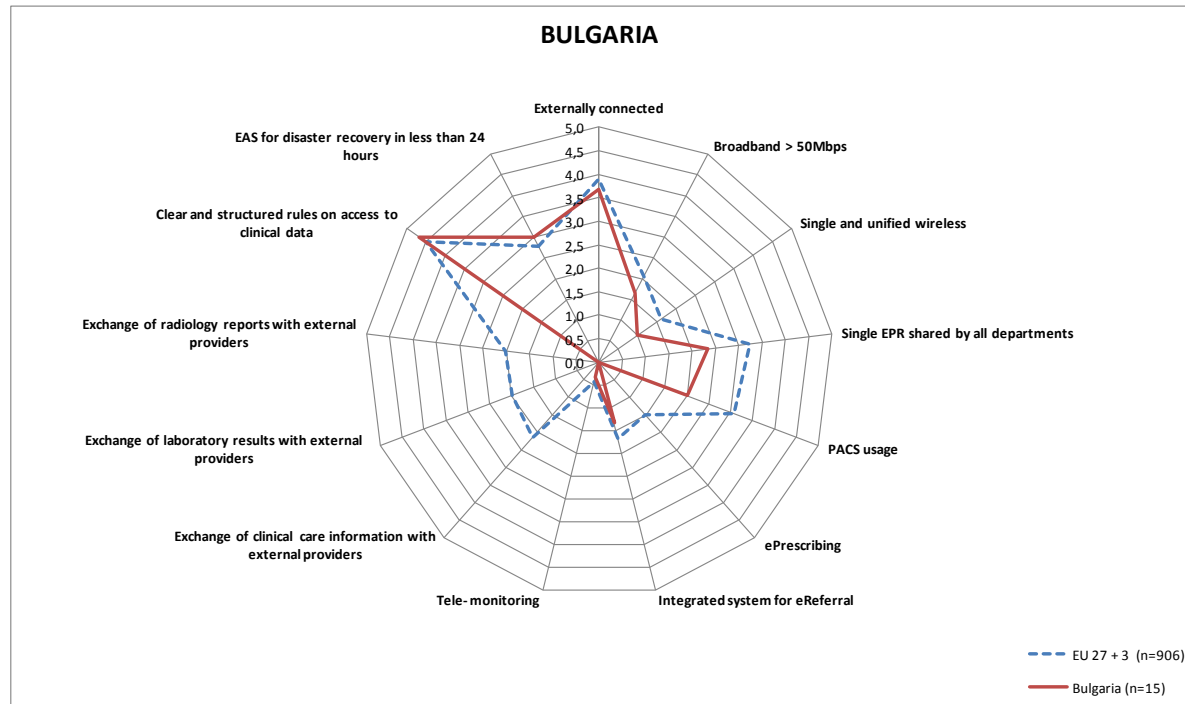 BULGARIA
Externally connected
EAS for disaster recovery in less than 24
hours
Broadband > 50Mbps
Clear and structured rules on access to
clinical data
Single and unified wireless
Exchange of radiology reports with external
providers
Single EPR shared by all departments
Exchange of laboratory results with external
providers
PACS usage
Exchange of clinical care information with
external providers
ePrescribing
Tele- monitoring
Integrated system for eReferral
5,0
4,5
4,0
3,5
3,0
2,5
2,0
1,5
1,0
0,5
0,0
EU 27 + 3 (n=906)
Bulgaria (n=15)